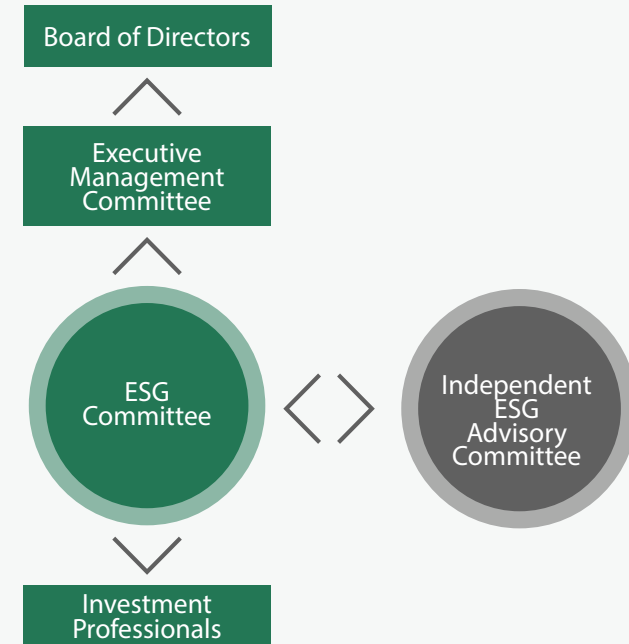 Board of Directors
Executive
Management
Committee
ESG
Committee
Independent
ESG
Advisory
Committee
Investment
Professionals